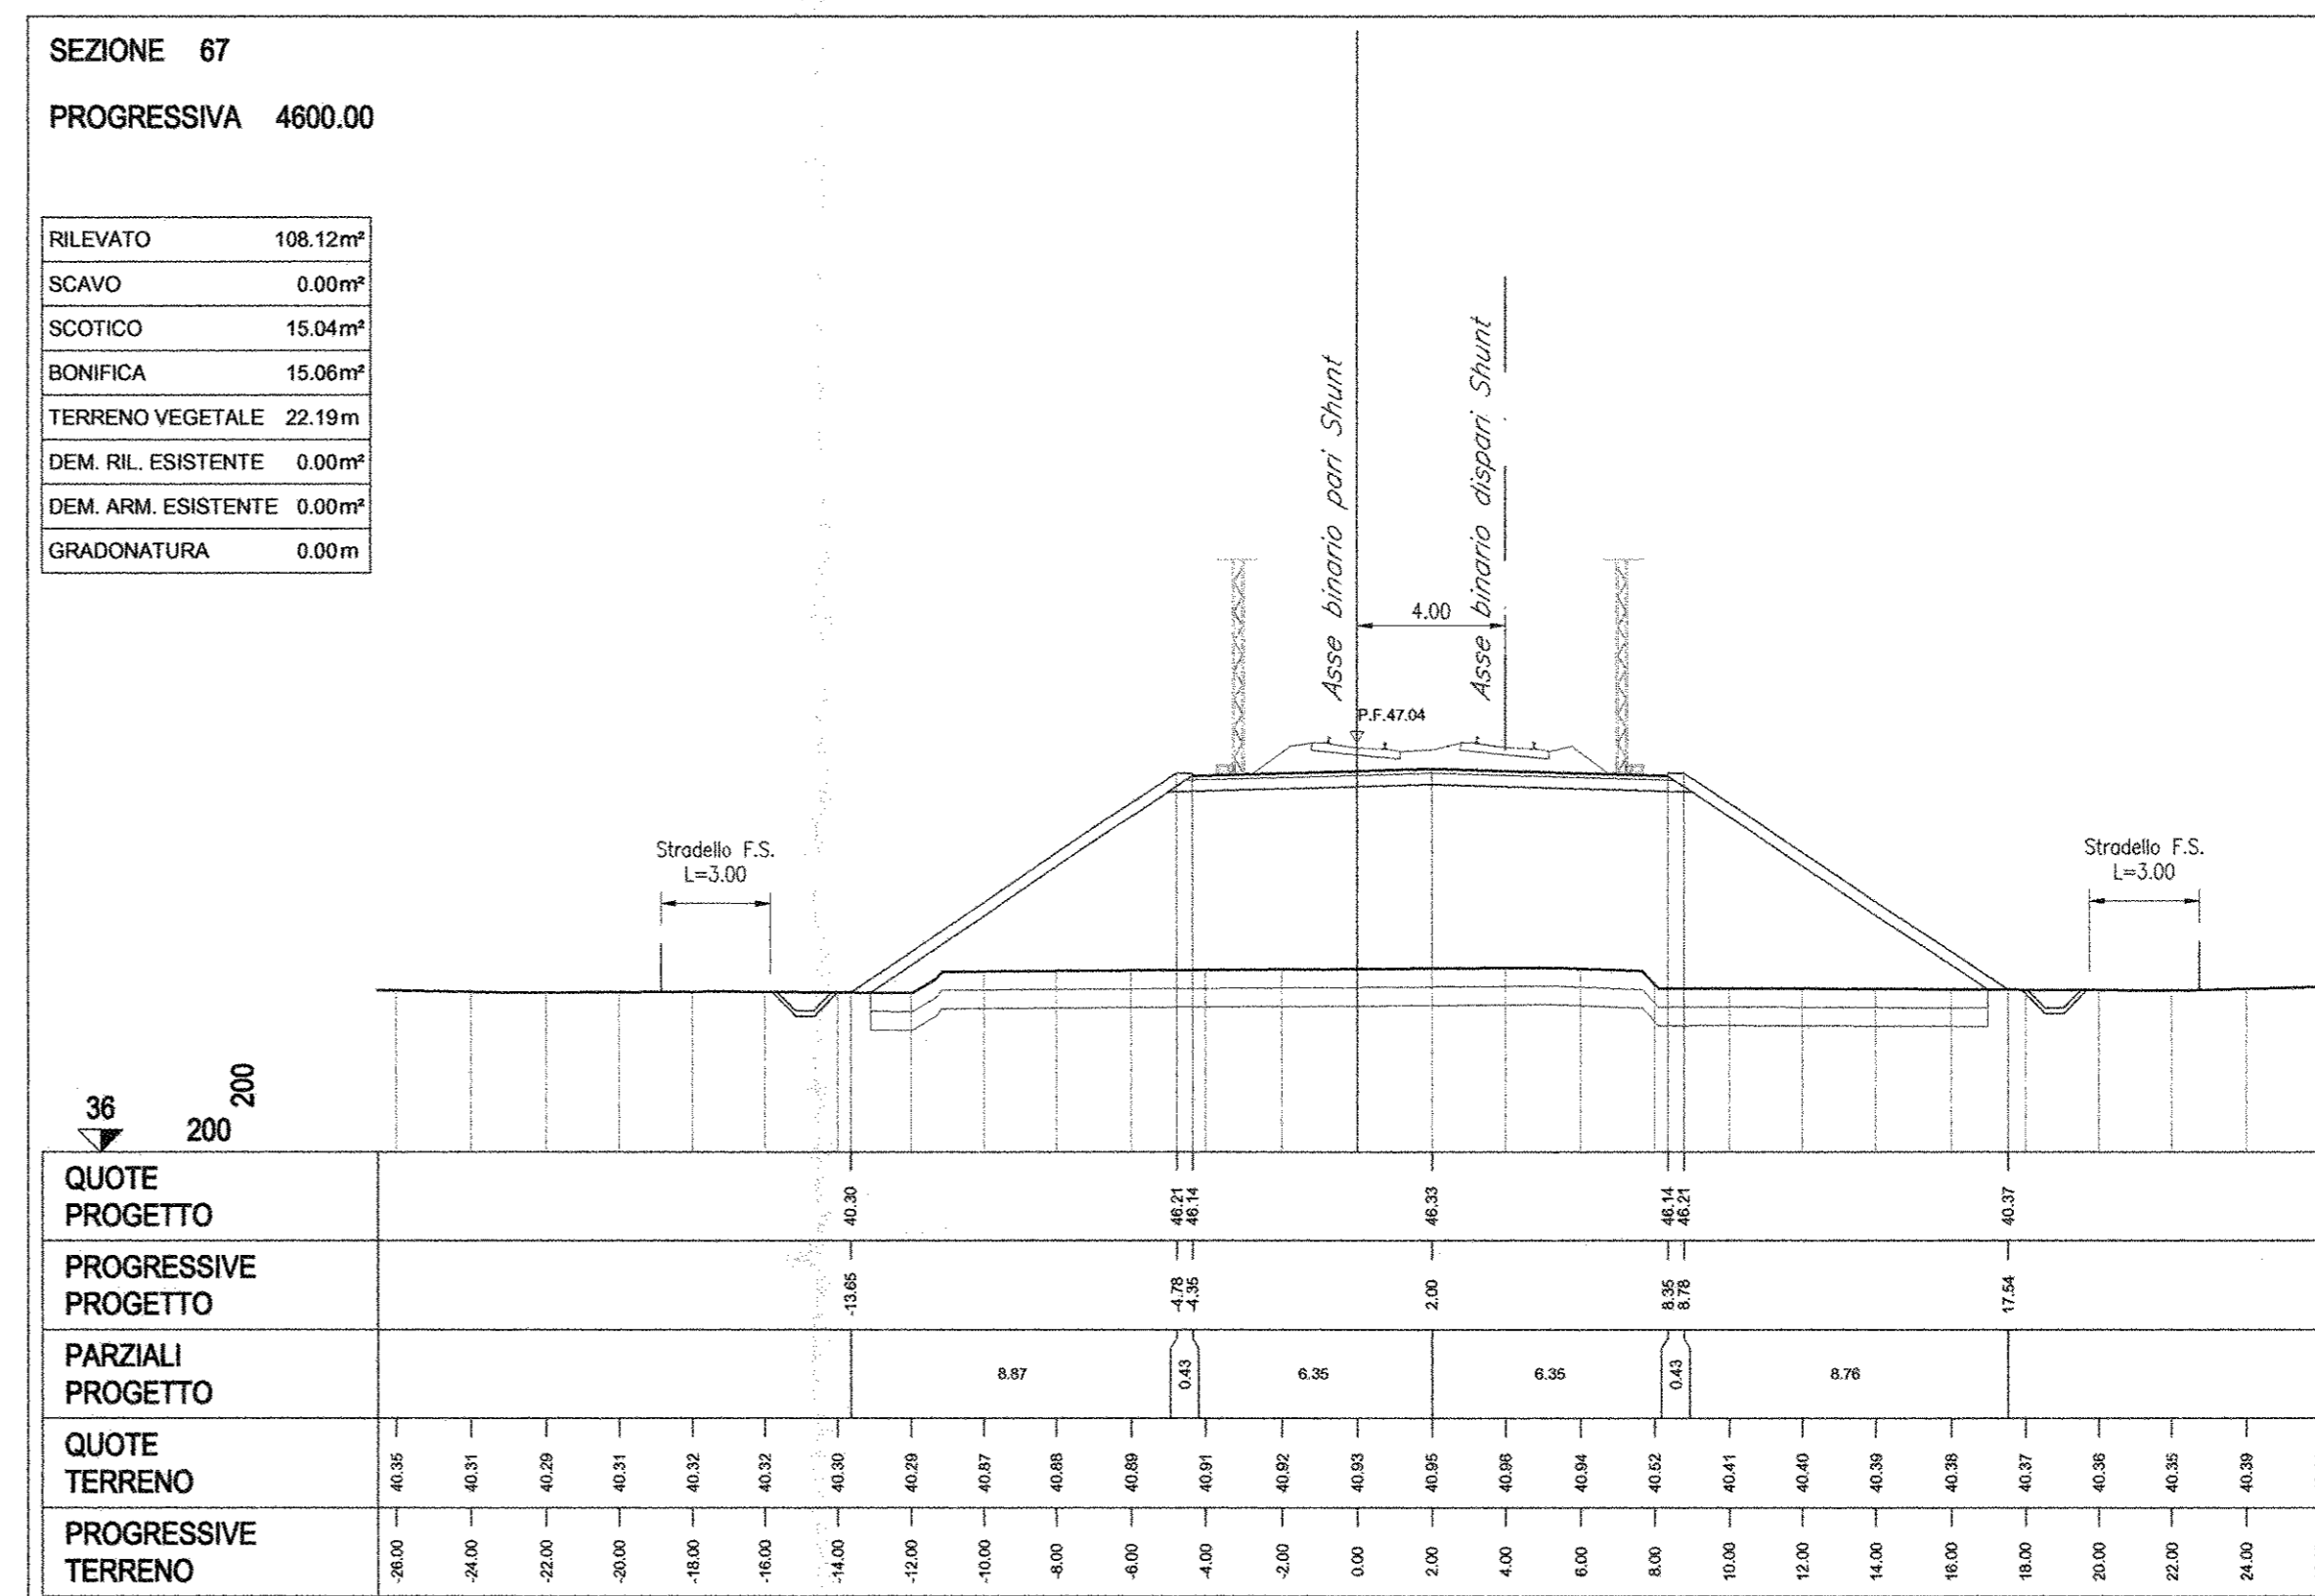 SEZIONE 67
PROGRESSIVA 4600.00
RILEVATO 108.12m²
SCAVO 0.00m²
SCOTICO 15.04m²
BONIFICA 15.06m²
TERRENO VEGETALE 22.19m
DEM. RIL. ESISTENTE 0.00m²
DEM. ARM. ESISTENTE 0.00m²
GRADONATURA 0.00m
Asse binario pari Shunt
Asse binario dispari Shunt
4.00
P.F.47.04
Stradello F.S.
L=3.00
Stradello F.S.
L=3.00
36
200
200
QUOTE
PROGETTO
40.30 46.21 46.14 46.33 46.14 46.21 40.37
PROGRESSIVE
PROGETTO
-13.65 -4.78 -4.35 2.00 8.35 8.78 17.54
PARZIALI
PROGETTO
8.87 0.43 6.35 6.35 0.43 8.76
QUOTE
TERRENO
40.35 40.31 40.29 40.31 40.32 40.32 40.30 40.29 40.87 40.88 40.89 40.91 40.92 40.93 40.95 40.96 40.94 40.52 40.41 40.40 40.39 40.38 40.37 40.36 40.35 40.39
PROGRESSIVE
TERRENO
-26.00 -24.00 -22.00 -20.00 -18.00 -16.00 -14.00 -12.00 -10.00 -8.00 -6.00 -4.00 -2.00 0.00 2.00 4.00 6.00 8.00 10.00 12.00 14.00 16.00 18.00 20.00 22.00 24.00